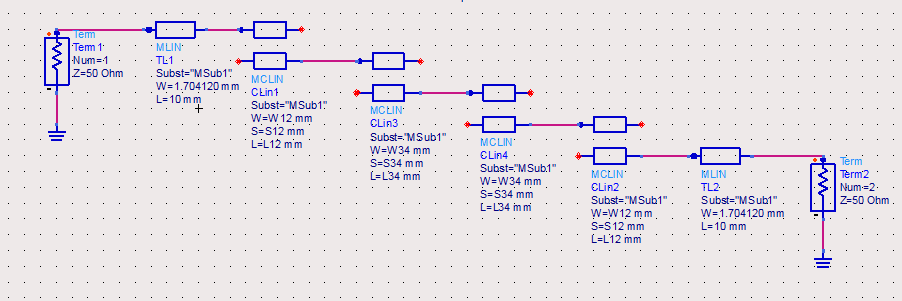 Term
Term1
Num=1
Z=50 Ohm
MLIN
TL1
Subst="MSub1"
W=1.704120 mm
L=10 mm
MCLIN
CLin1
Subst="MSub1"
W=W12 mm
S=S12 mm
L=L12 mm
MCLIN
CLin3
Subst="MSub1"
W=W34 mm
S=S34 mm
L=L34 mm
MCLIN
CLin4
Subst="MSub1"
W=W34 mm
S=S34 mm
L=L34 mm
MCLIN
CLin2
Subst="MSub1"
W=W12 mm
S=S12 mm
L=L12 mm
MLIN
TL2
Subst="MSub1"
W=1.704120 mm
L=10 mm
Term
Term2
Num=2
Z=50 Ohm